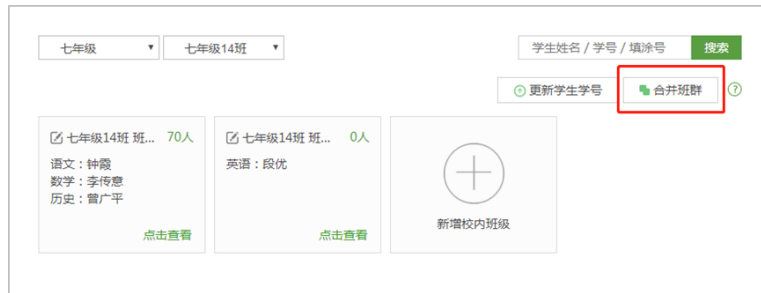 七年级 七年级14班
学生姓名 / 学号 / 填涂号 搜索
更新学生学号 合并班群 ?
七年级14班 班... 70人
语文：钟霞
数学：李传意
历史：曾广平
点击查看
七年级14班 班... 0人
英语：段优
点击查看
新增校内班级